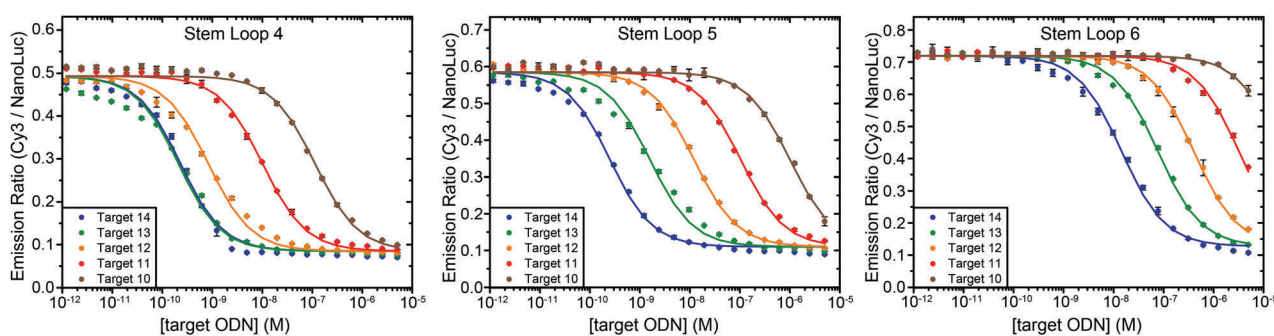 Stem Loop 4
Emission Ratio (Cy3 / NanoLuc)
0.6
0.5
0.4
0.3
0.2
0.1
0.0
Target 14
Target 13
Target 12
Target 11
Target 10
10⁻¹² 10⁻¹¹ 10⁻¹⁰ 10⁻⁹ 10⁻⁸ 10⁻⁷ 10⁻⁶ 10⁻⁵
[target ODN] (M)
Stem Loop 5
Emission Ratio (Cy3 / NanoLuc)
0.7
0.6
0.5
0.4
0.3
0.2
0.1
0.0
Target 14
Target 13
Target 12
Target 11
Target 10
10⁻¹² 10⁻¹¹ 10⁻¹⁰ 10⁻⁹ 10⁻⁸ 10⁻⁷ 10⁻⁶ 10⁻⁵
[target ODN] (M)
Stem Loop 6
Emission Ratio (Cy3 / NanoLuc)
0.8
0.7
0.6
0.5
0.4
0.3
0.2
0.1
0.0
Target 14
Target 13
Target 12
Target 11
Target 10
10⁻¹² 10⁻¹¹ 10⁻¹⁰ 10⁻⁹ 10⁻⁸ 10⁻⁷ 10⁻⁶ 10⁻⁵
[target ODN] (M)